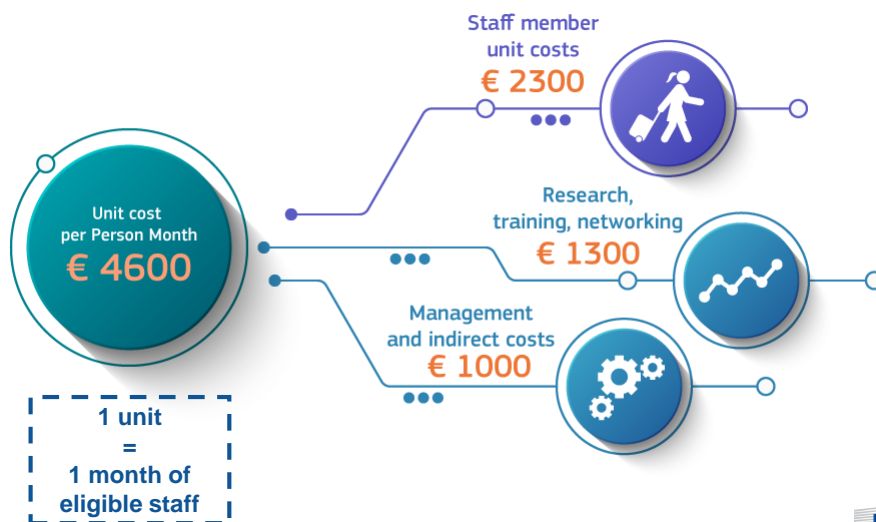 Staff member
unit costs
€ 2300
Unit cost
per Person Month
€ 4600
Research,
training, networking
€ 1300
Management
and indirect costs
€ 1000
1 unit
=
1 month of
eligible staff